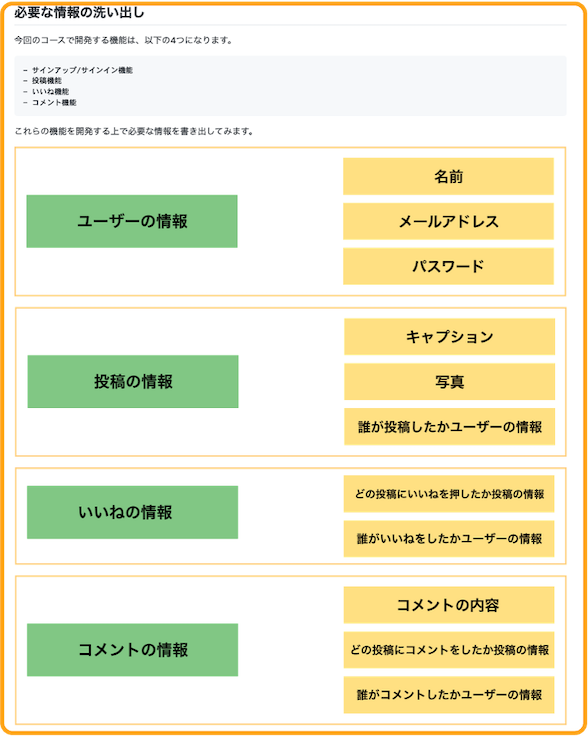 必要な情報の洗い出し
今回のコースで開発する機能は、以下の4つになります。
- サインアップ/サインイン機能
- 投稿機能
- いいね機能
- コメント機能
これらの機能を開発する上で必要な情報を書き出してみます。
ユーザーの情報
名前
メールアドレス
パスワード
投稿の情報
キャプション
写真
誰が投稿したかユーザーの情報
いいねの情報
どの投稿にいいねを押したか投稿の情報
誰がいいねをしたかユーザーの情報
コメントの情報
コメントの内容
どの投稿にコメントをしたか投稿の情報
誰がコメントしたかユーザーの情報